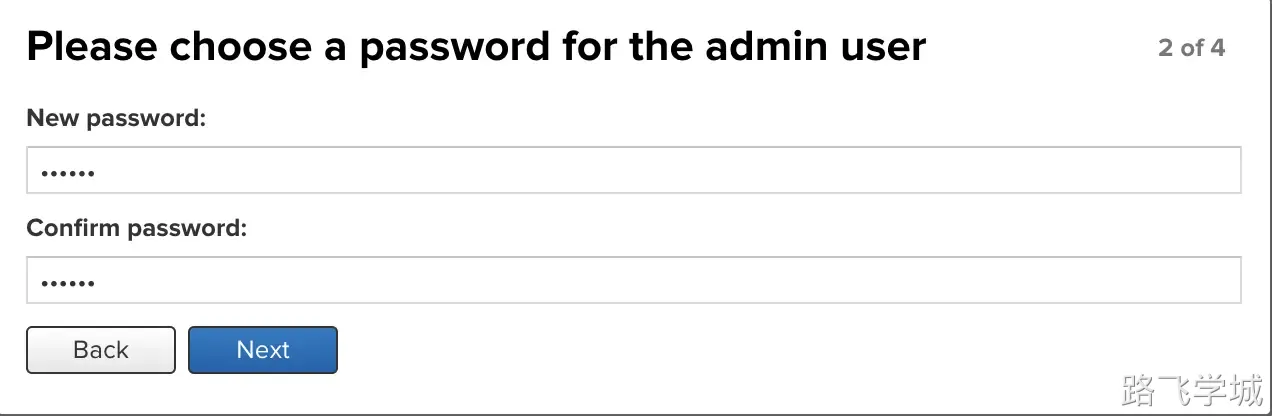 Please choose a password for the admin user
2 of 4
New password:
••••••
Confirm password:
••••••
Back
Next
路飞学城